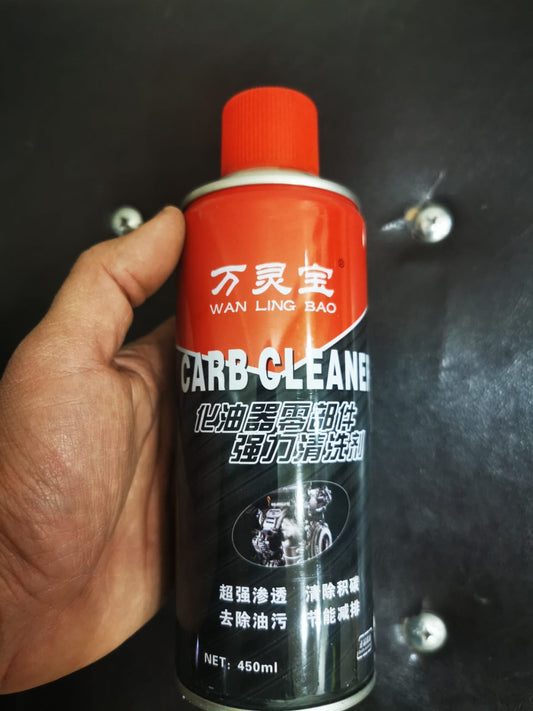 万灵宝®
WAN LING BAO
CARB CLEANER
化油器零部件
强力清洗剂
超强渗透 清除积碳
去除油污 节能减排
NET: 450ml